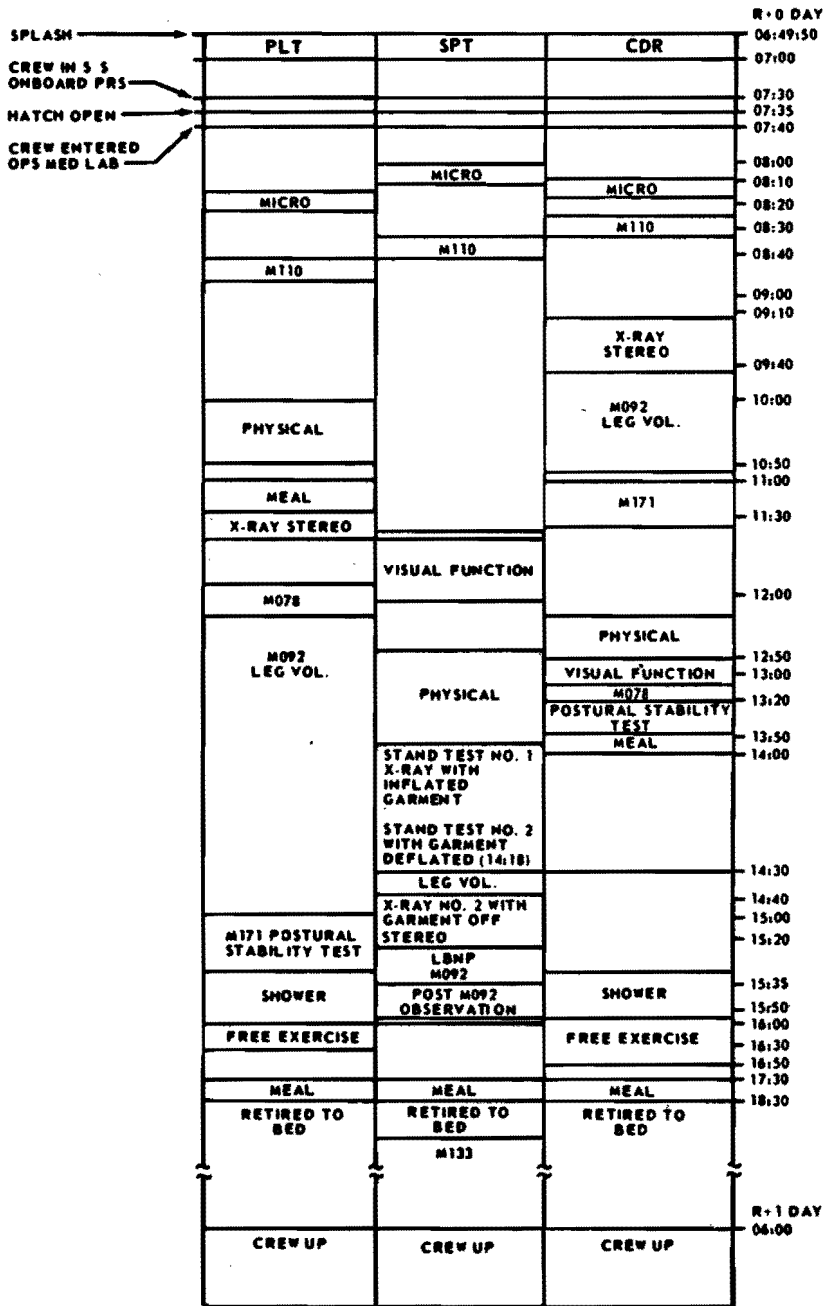 R+0 DAY
SPLASH
PLT
SPT
CDR
06:49:50
07:00
CREW IN S S
ONBOARD PRS
07:30
HATCH OPEN
07:35
CREW ENTERED
OPS MED LAB
07:40
08:00
MICRO
08:10
MICRO
MICRO
08:20
M110
08:30
M110
08:40
M110
09:00
09:10
X-RAY
STEREO
09:40
10:00
M092
LEG VOL.
PHYSICAL
10:50
11:00
MEAL
M171
11:30
X-RAY STEREO
VISUAL FUNCTION
M078
12:00
PHYSICAL
M092
LEG VOL.
12:50
VISUAL FUNCTION
13:00
PHYSICAL
M078
13:20
POSTURAL STABILITY
TEST
13:50
MEAL
14:00
STAND TEST NO. 1
X-RAY WITH
INFLATED
GARMENT
STAND TEST NO. 2
WITH GARMENT
DEFLATED (14:18)
14:30
LEG VOL.
14:40
X-RAY NO. 2 WITH
GARMENT OFF
STEREO
15:00
M171 POSTURAL
STABILITY TEST
15:20
LBNP
M092
15:35
SHOWER
POST M092
OBSERVATION
SHOWER
15:50
16:00
FREE EXERCISE
FREE EXERCISE
16:30
16:50
17:30
MEAL
MEAL
MEAL
18:30
RETIRED TO
BED
RETIRED TO
BED
RETIRED TO
BED
M133
R+1 DAY
06:00
CREW UP
CREW UP
CREW UP